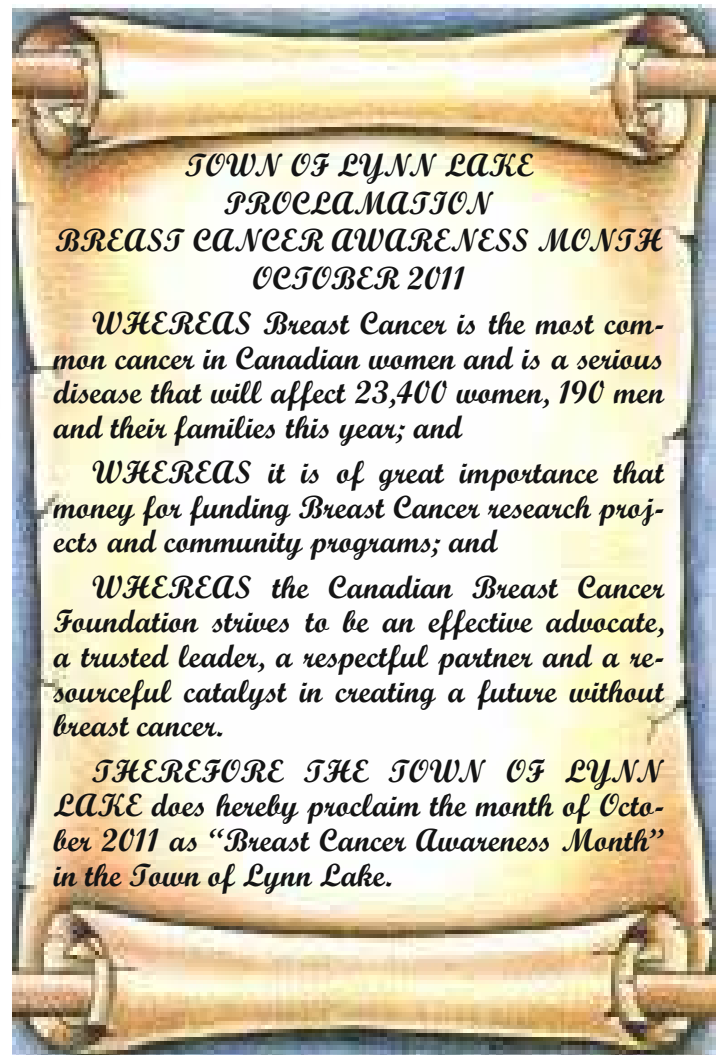 TOWN OF LYNN LAKE
PROCLAMATION
BREAST CANCER AWARENESS MONTH
OCTOBER 2011
WHEREAS Breast Cancer is the most com-
mon cancer in Canadian women and is a serious
disease that will affect 23,400 women, 190 men
and their families this year; and
WHEREAS it is of great importance that
money for funding Breast Cancer research proj-
ects and community programs; and
WHEREAS the Canadian Breast Cancer
Foundation strives to be an effective advocate,
a trusted leader, a respectful partner and a re-
sourceful catalyst in creating a future without
breast cancer.
THEREFORE THE TOWN OF LYNN
LAKE does hereby proclaim the month of Octo-
ber 2011 as “Breast Cancer Awareness Month”
in the Town of Lynn Lake.